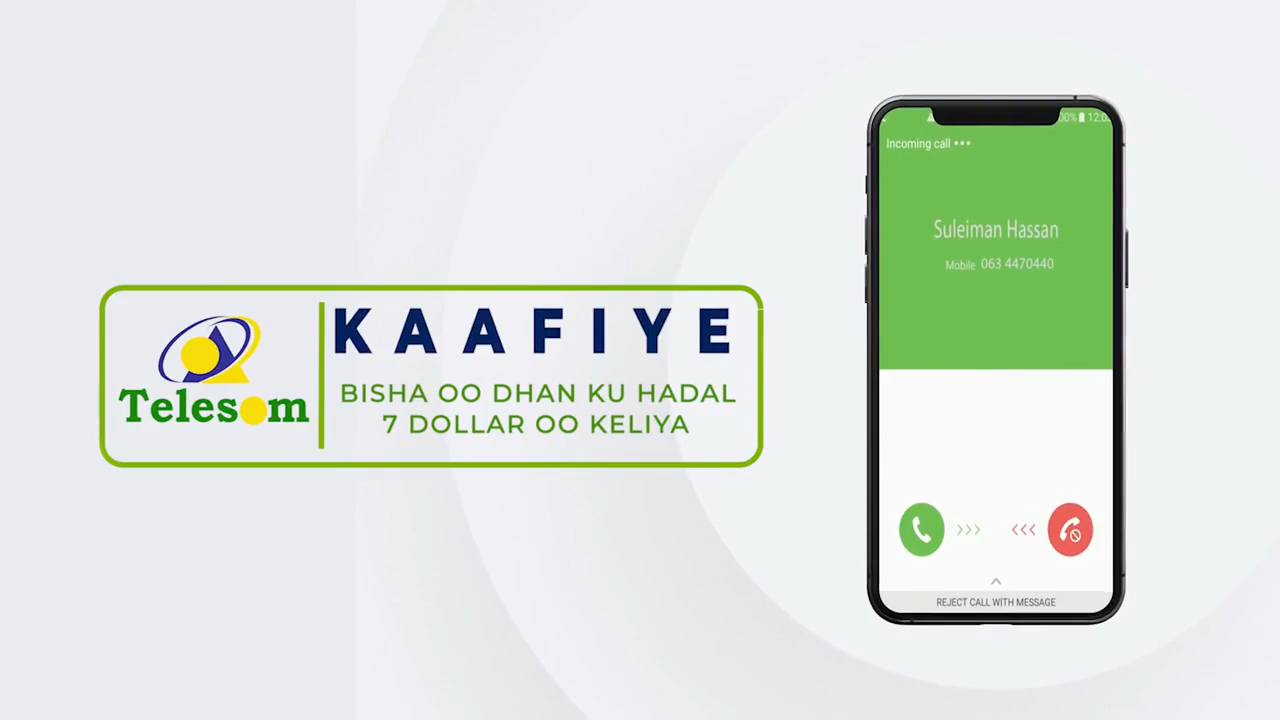 Telesom
KAAFIYE
BISHA OO DHAN KU HADAL
7 DOLLAR OO KELIYA
Incoming call •••
Suleiman Hassan
Mobile 063 4470440
REJECT CALL WITH MESSAGE